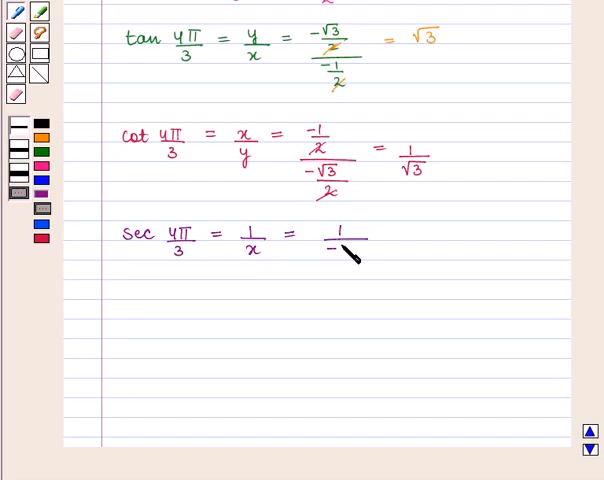 tan 4π/3 = y/x = (-√3/2)/(-1/2) = √3
cot 4π/3 = x/y = (-1/2)/(-√3/2) = 1/√3
sec 4π/3 = 1/x = 1/-